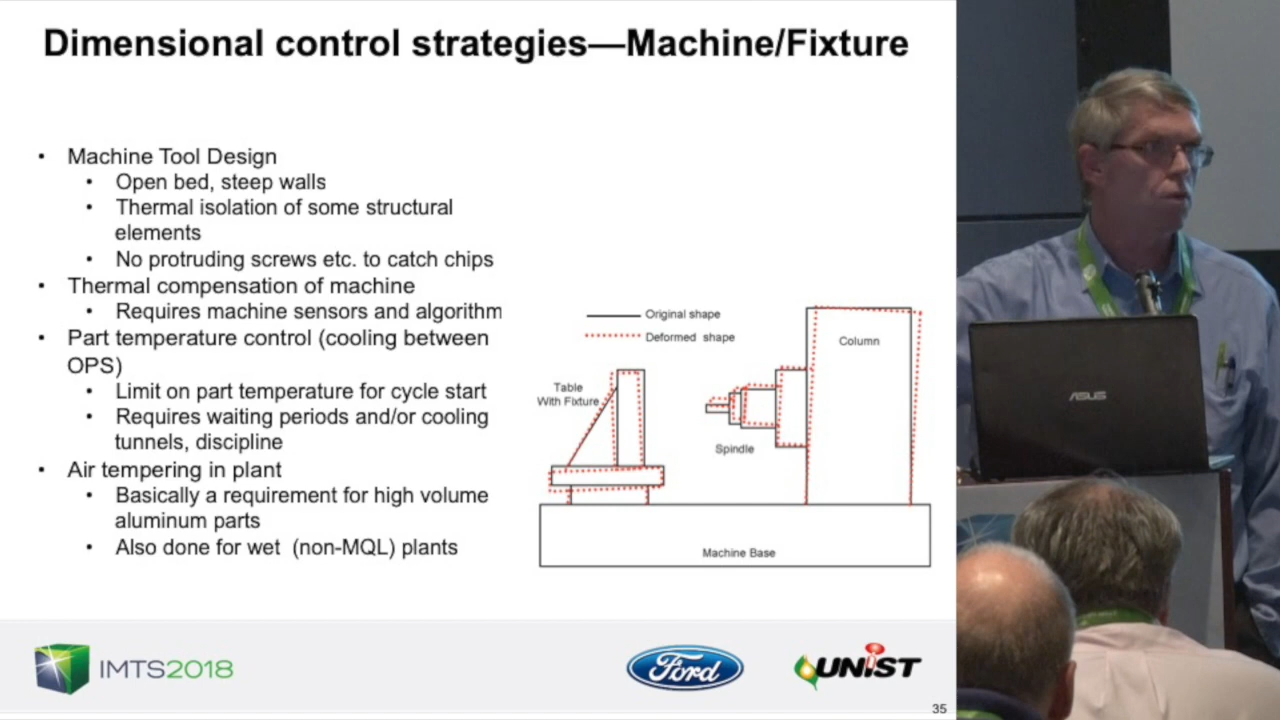 Dimensional control strategies—Machine/Fixture
• Machine Tool Design
• Open bed, steep walls
• Thermal isolation of some structural
elements
• No protruding screws etc. to catch chips
• Thermal compensation of machine
• Requires machine sensors and algorithm
• Part temperature control (cooling between
OPS)
• Limit on part temperature for cycle start
• Requires waiting periods and/or cooling
tunnels, discipline
• Air tempering in plant
• Basically a requirement for high volume
aluminum parts
• Also done for wet (non-MQL) plants
Original shape
Deformed shape
Column
Table
With Fixture
Spindle
Machine Base
IMTS2018
Ford
UNIST
35
ASUS